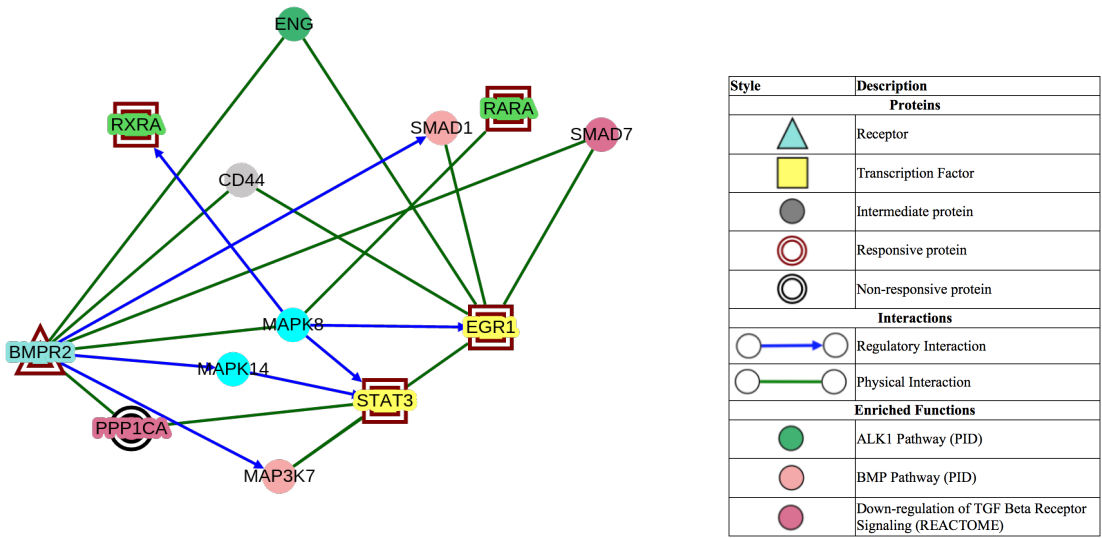 ENG
RXRA
SMAD1
RARA
SMAD7
CD44
MAPK8
EGR1
BMPR2
MAPK14
STAT3
PPP1CA
MAP3K7
Style Description
Proteins
Receptor
Transcription Factor
Intermediate protein
Responsive protein
Non-responsive protein
Interactions
Regulatory Interaction
Physical Interaction
Enriched Functions
ALK1 Pathway (PID)
BMP Pathway (PID)
Down-regulation of TGF Beta Receptor
Signaling (REACTOME)